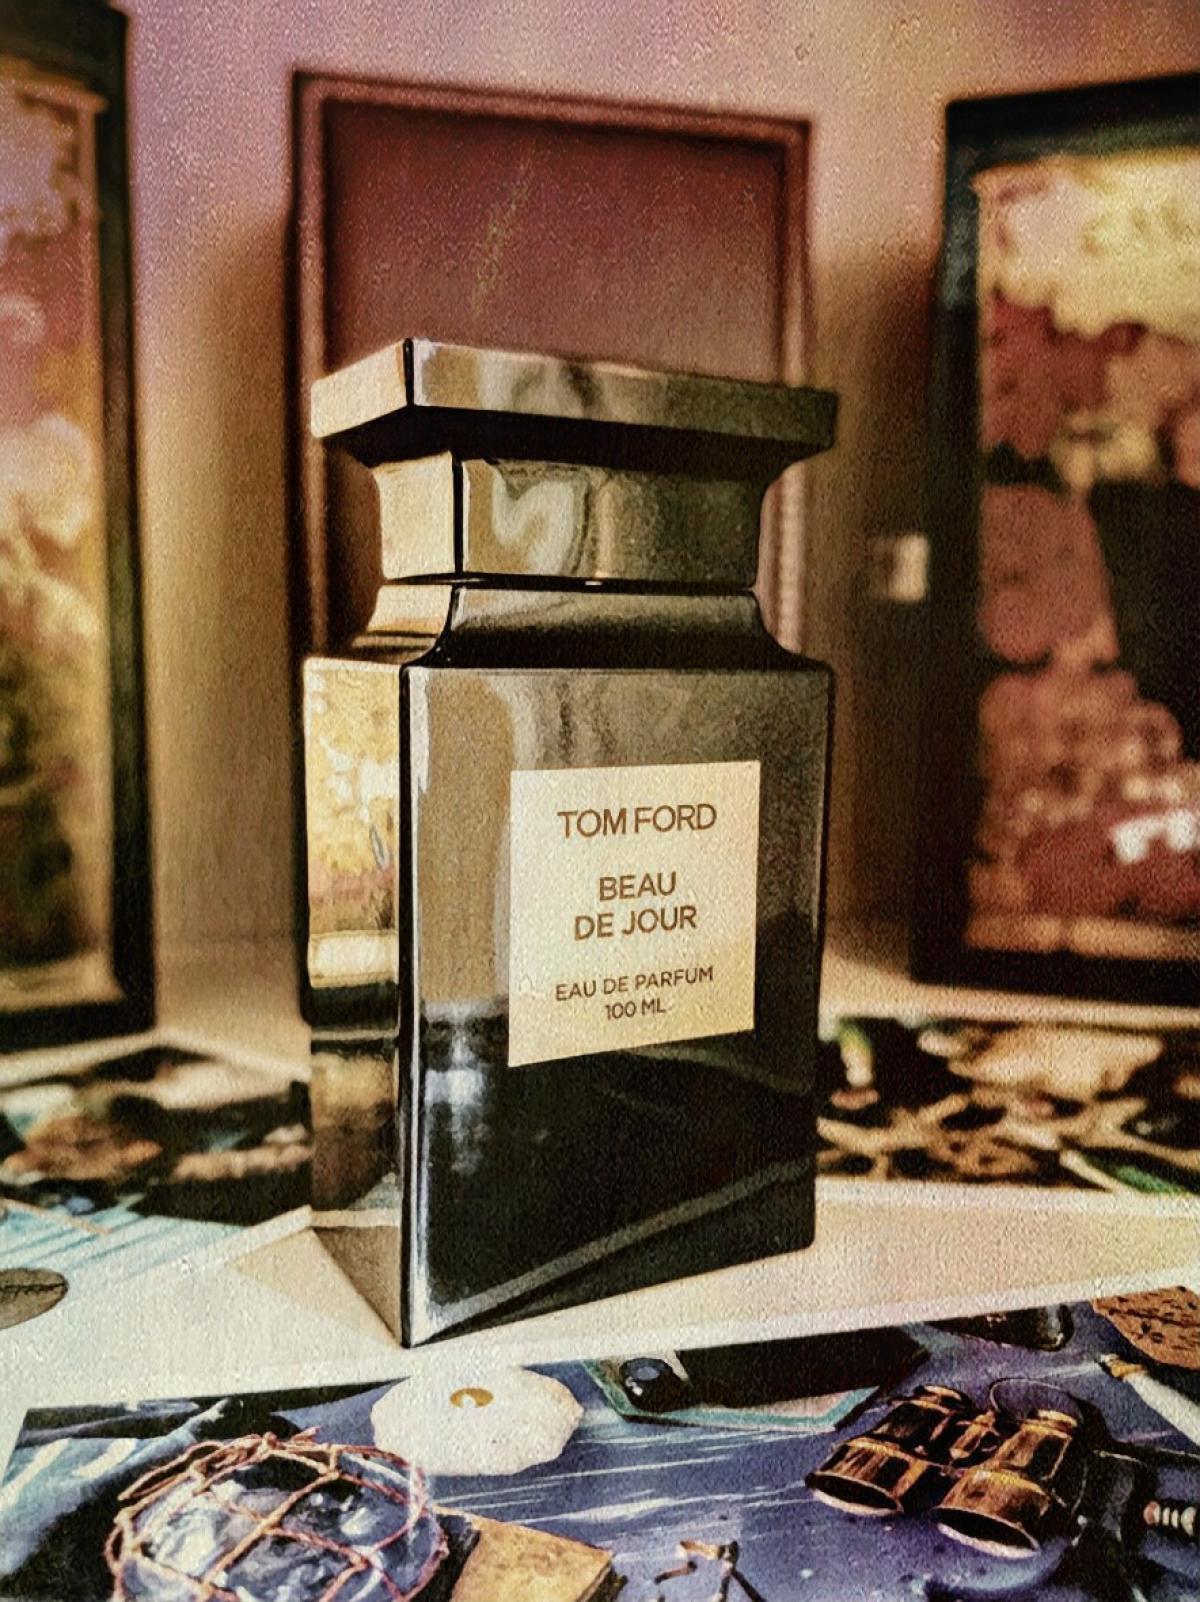 TOM FORD
BEAU
DE JOUR
EAU DE PARFUM
100 ML